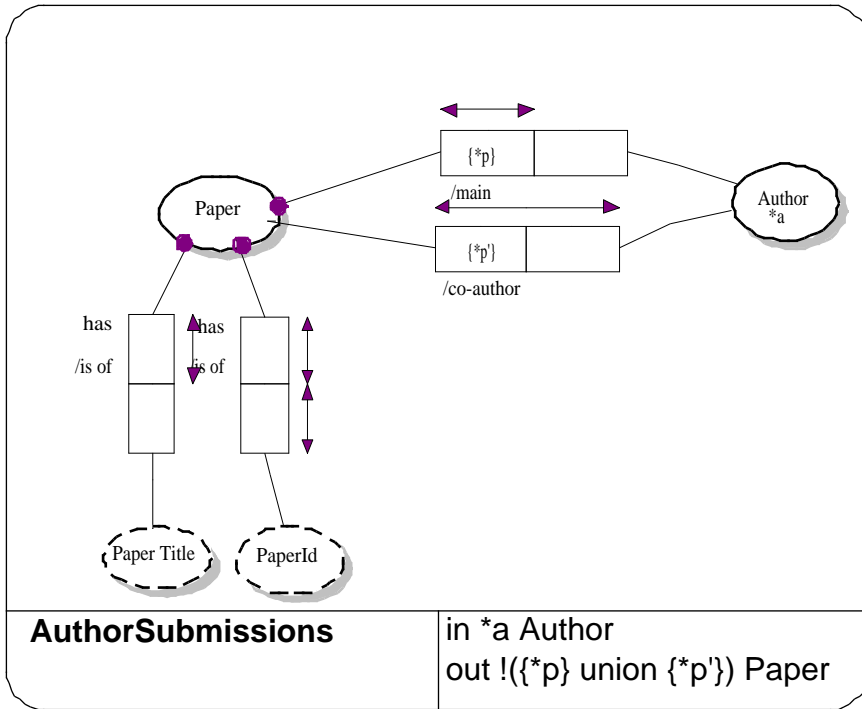 {*p}
/main
Paper
Author
*a
{*p'}
/co-author
has
has
/is of
/is of
Paper Title
PaperId
AuthorSubmissions
in *a Author
out !({*p} union {*p'}) Paper